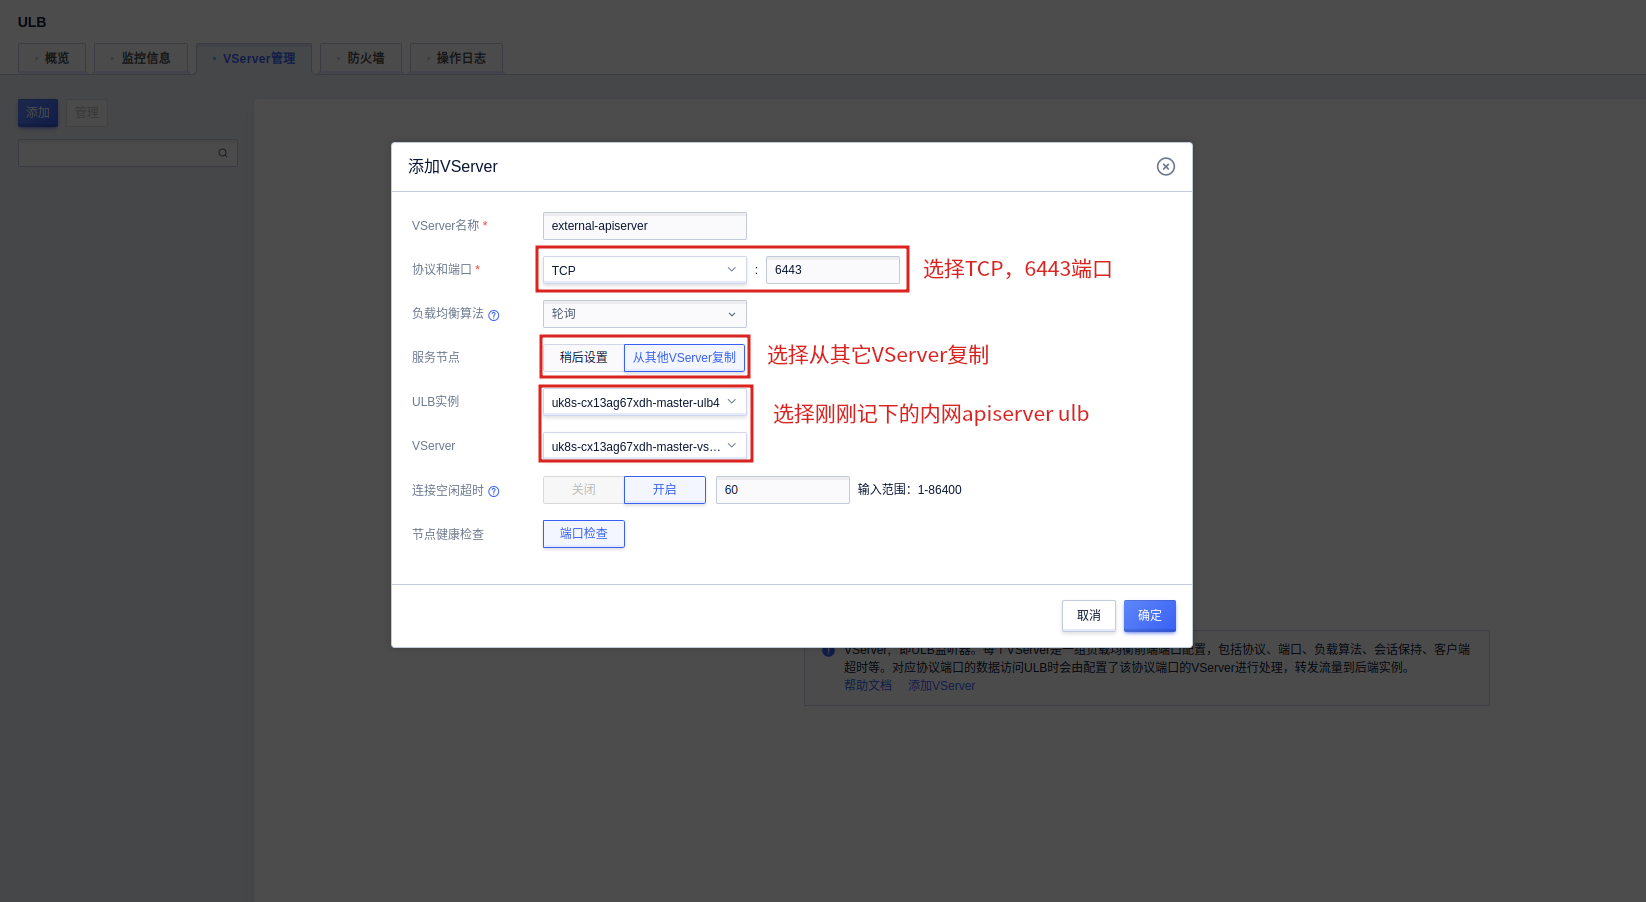 ULB
概览
监控信息
VServer管理
防火墙
操作日志
添加
管理
添加VServer
VServer名称 *
external-apiserver
协议和端口 *
TCP
:
6443
选择TCP，6443端口
负载均衡算法
轮询
服务节点
稍后设置
从其他VServer复制
选择从其它VServer复制
ULB实例
uk8s-cx13ag67xdh-master-ulb4
选择刚刚记下的内网apiserver ulb
VServer
uk8s-cx13ag67xdh-master-vs...
连接空闲超时
关闭
开启
60
输入范围：1-86400
节点健康检查
端口检查
取消
确定
VServer，即ULB监听器。每个VServer是一组负载均衡前端端口配置，包括协议、端口、负载算法、会话保持、客户端
超时等。对应协议端口的数据访问ULB时会由配置了该协议端口的VServer进行处理，转发流量到后端实例。
帮助文档
添加VServer